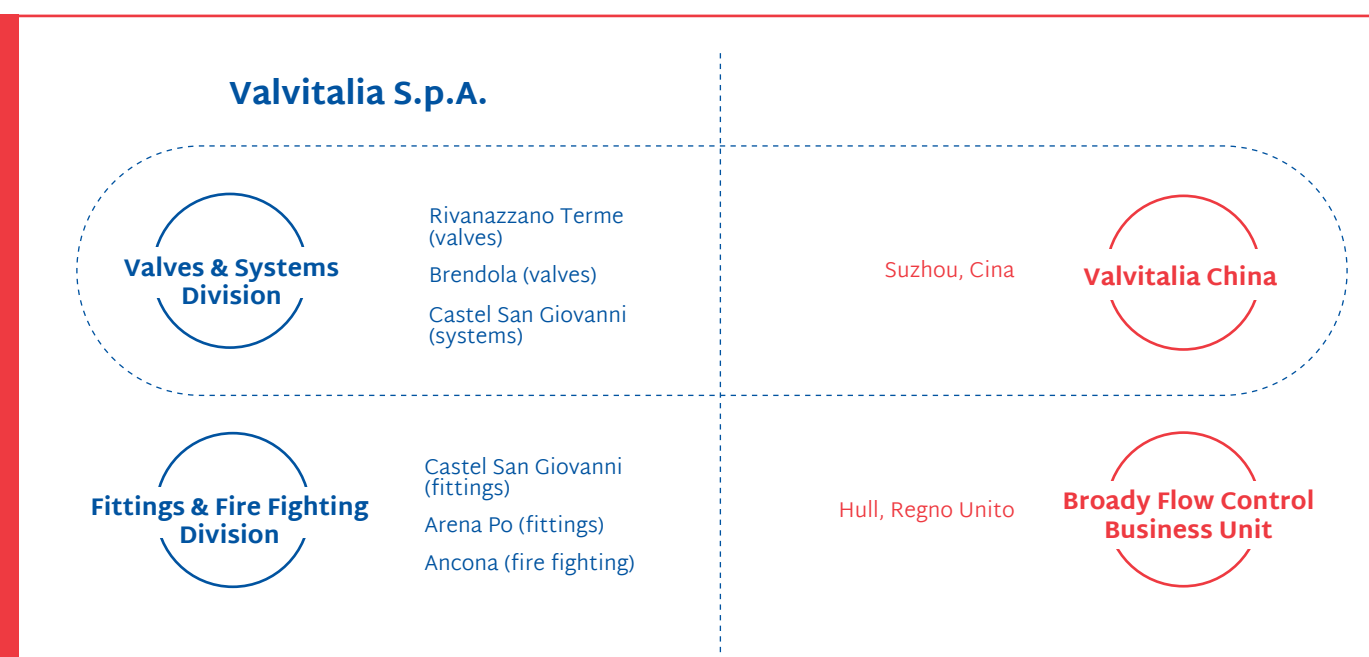 Valvitalia S.p.A.
Valves & Systems
Division
Rivanazzano Terme
(valves)
Brendola (valves)
Castel San Giovanni
(systems)
Suzhou, Cina
Valvitalia China
Fittings & Fire Fighting
Division
Castel San Giovanni
(fittings)
Arena Po (fittings)
Ancona (fire fighting)
Hull, Regno Unito
Broady Flow Control
Business Unit